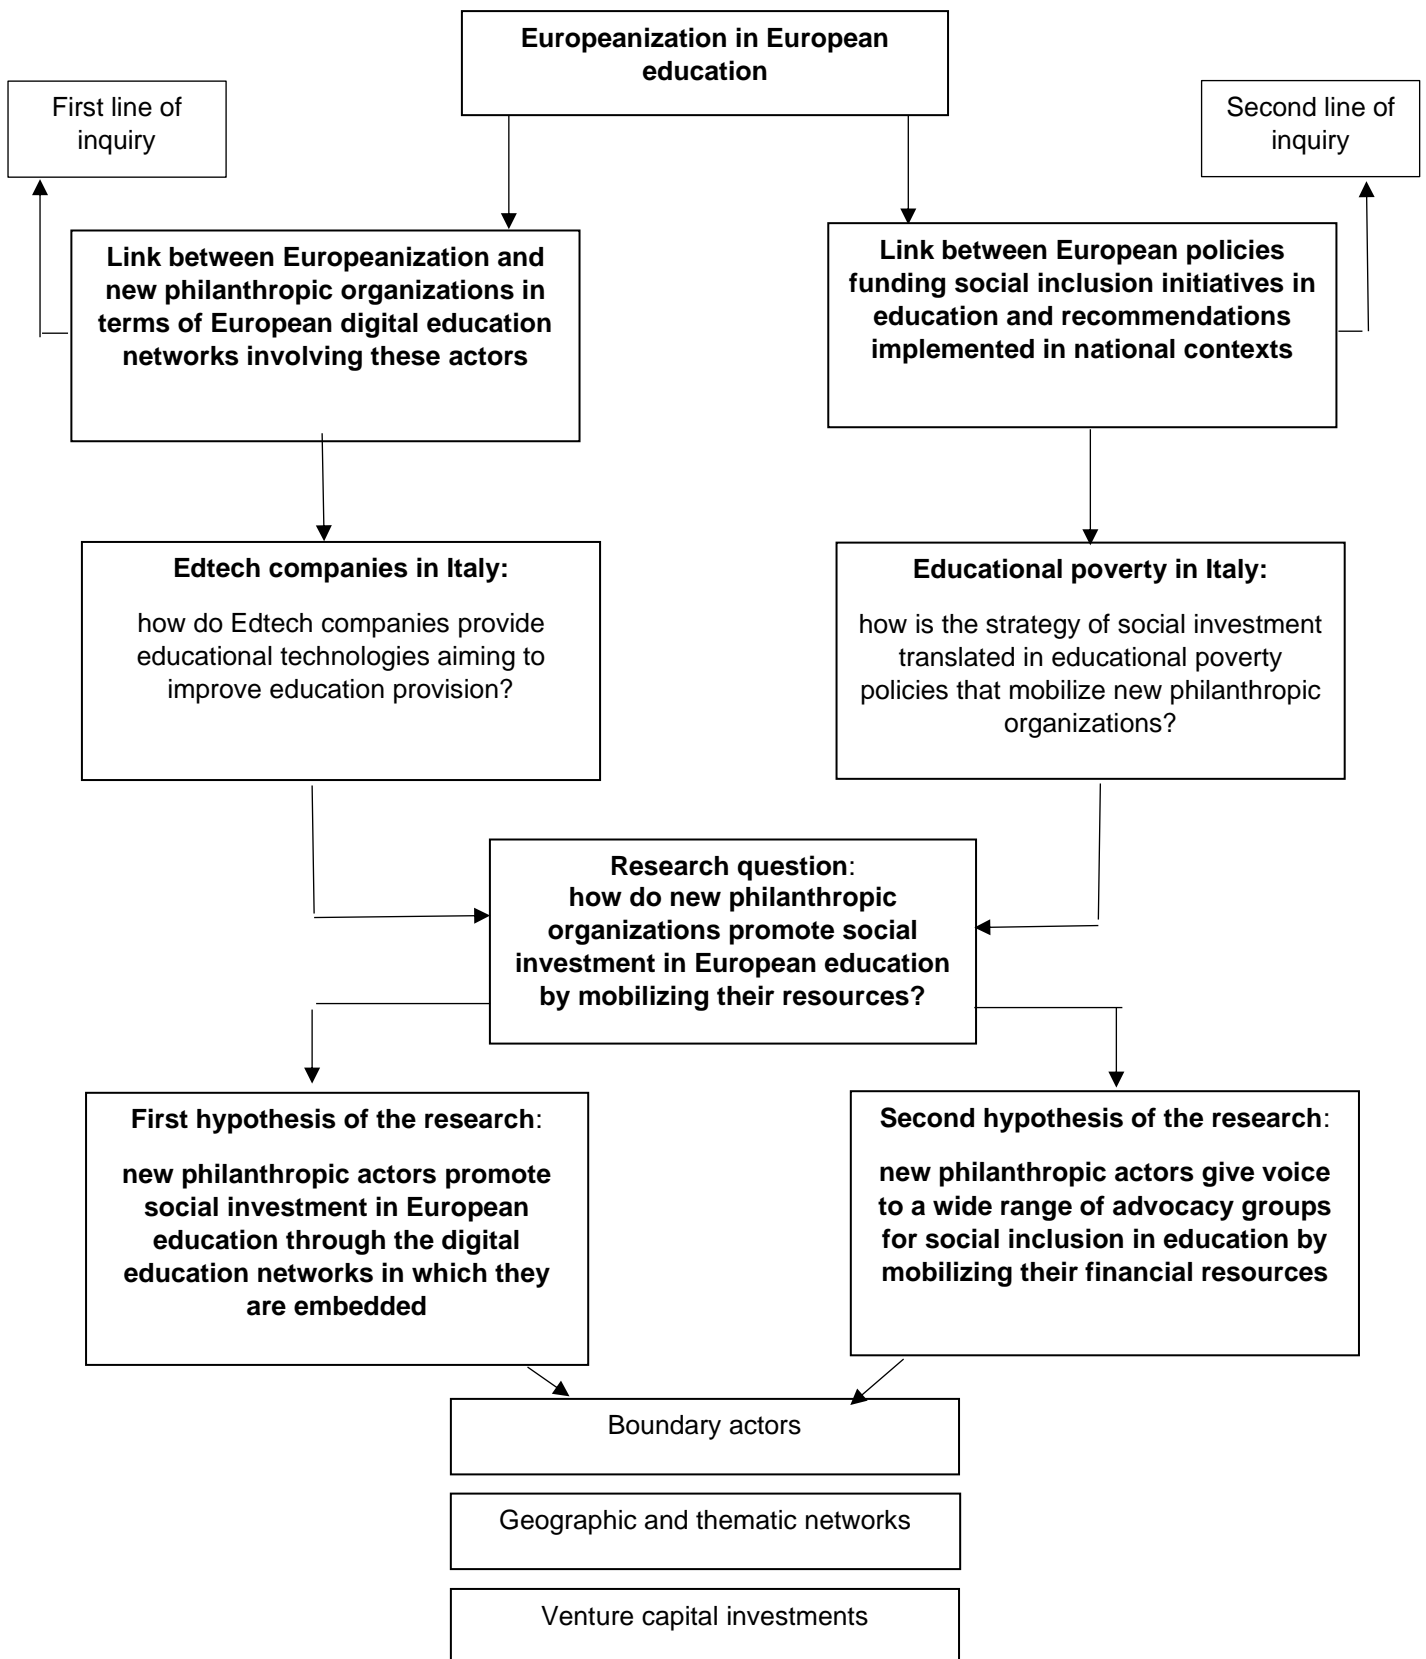 Europeanization in European
education
First line of
inquiry
Second line of
inquiry
Link between Europeanization and
new philanthropic organizations in
terms of European digital education
networks involving these actors
Link between European policies
funding social inclusion initiatives in
education and recommendations
implemented in national contexts
Edtech companies in Italy:
how do Edtech companies provide
educational technologies aiming to
improve education provision?
Educational poverty in Italy:
how is the strategy of social investment
translated in educational poverty
policies that mobilize new philanthropic
organizations?
Research question:
how do new philanthropic
organizations promote social
investment in European education
by mobilizing their resources?
First hypothesis of the research:
new philanthropic actors promote
social investment in European
education through the digital
education networks in which they
are embedded
Second hypothesis of the research:
new philanthropic actors give voice
to a wide range of advocacy groups
for social inclusion in education by
mobilizing their financial resources
Boundary actors
Geographic and thematic networks
Venture capital investments